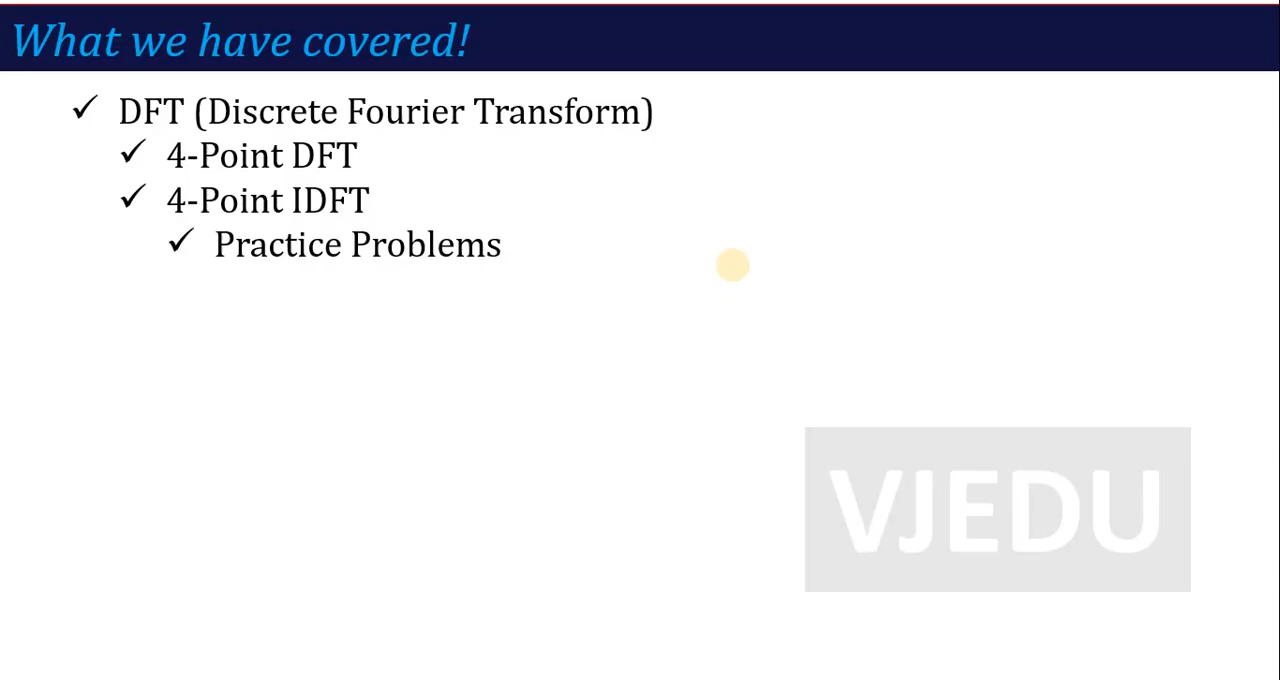 What we have covered!
✓ DFT (Discrete Fourier Transform)
✓ 4-Point DFT
✓ 4-Point IDFT
✓ Practice Problems
VJEDU